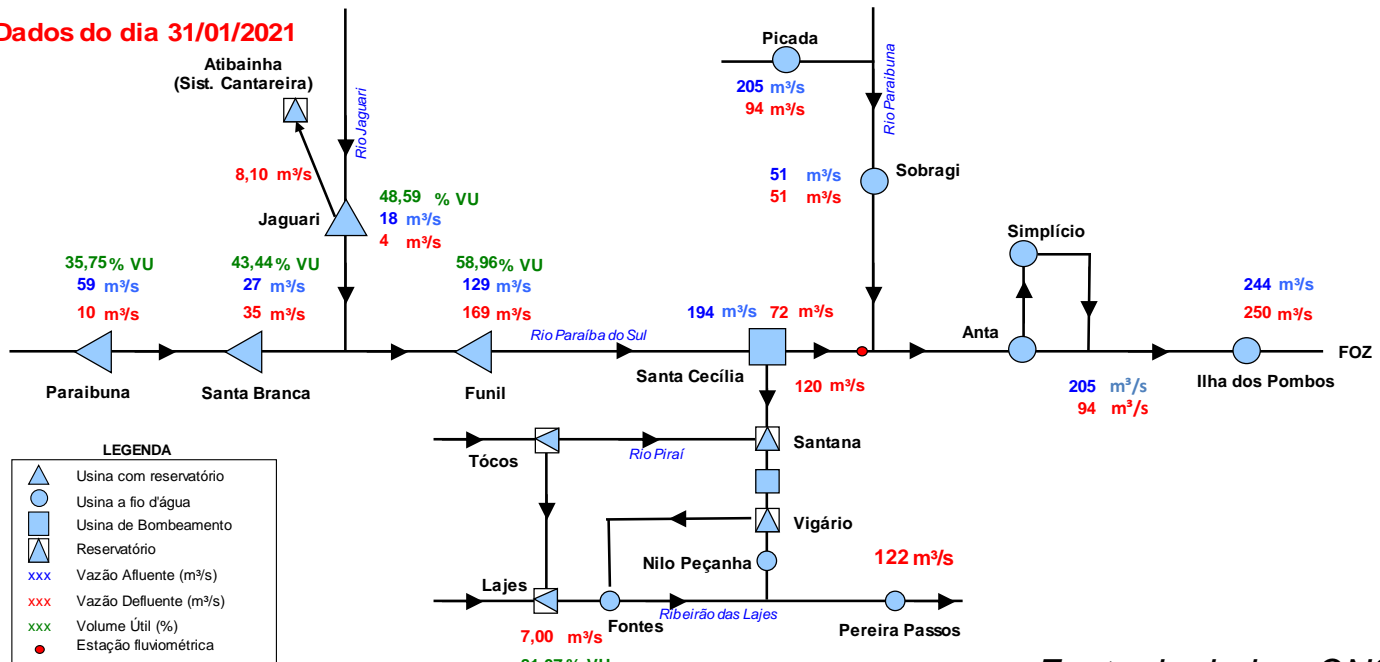 Dados do dia 31/01/2021
Atibainha
(Sist. Cantareira)
Rio Jaguari
8,10 m³/s
Jaguari
48,59 % VU
18 m³/s
4 m³/s
Picada
205 m³/s
94 m³/s
Rio Paraibuna
51 m³/s
51 m³/s
Sobragi
Simplício
35,75 % VU
59 m³/s
10 m³/s
Paraibuna
43,44 % VU
27 m³/s
35 m³/s
Santa Branca
58,96 % VU
129 m³/s
169 m³/s
Funil
Rio Paraíba do Sul
194 m³/s 72 m³/s
Santa Cecília
120 m³/s
Anta
205 m³/s
94 m³/s
244 m³/s
250 m³/s
Ilha dos Pombos
FOZ
Tócos
Rio Piraí
Santana
Vigário
Nilo Peçanha
122 m³/s
Lajes
Fontes
Ribeirão das Lajes
Pereira Passos
7,00 m³/s
LEGENDA
Usina com reservatório
Usina a fio d'água
Usina de Bombeamento
Reservatório
xxx Vazão Afluente (m³/s)
xxx Vazão Defluente (m³/s)
xxx Volume Útil (%)
Estação fluviométrica